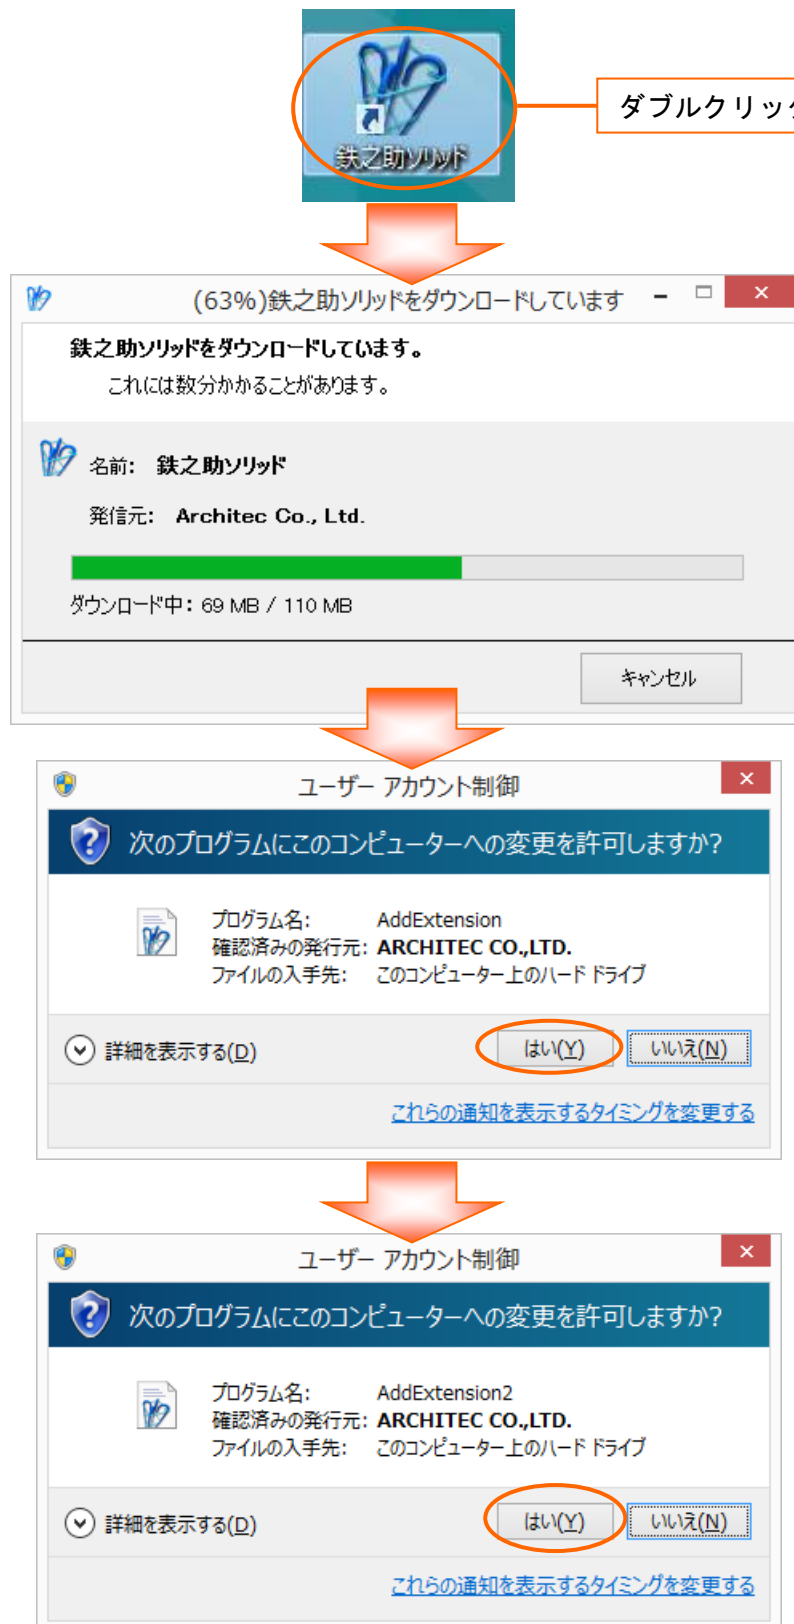 鉄之助ソリッド
ダブルクリック
(63%)鉄之助ソリッドをダウンロードしています
鉄之助ソリッドをダウンロードしています。
これには数分かかることがあります。
名前: 鉄之助ソリッド
発信元: Architec Co., Ltd.
ダウンロード中: 69 MB / 110 MB
キャンセル
ユーザー アカウント制御
次のプログラムにこのコンピューターへの変更を許可しますか?
プログラム名: AddExtension
確認済みの発行元: ARCHITEC CO.,LTD.
ファイルの入手先: このコンピューター上のハード ドライブ
詳細を表示する(D) はい(Y) いいえ(N)
これらの通知を表示するタイミングを変更する
ユーザー アカウント制御
次のプログラムにこのコンピューターへの変更を許可しますか?
プログラム名: AddExtension2
確認済みの発行元: ARCHITEC CO.,LTD.
ファイルの入手先: このコンピューター上のハード ドライブ
詳細を表示する(D) はい(Y) いいえ(N)
これらの通知を表示するタイミングを変更する